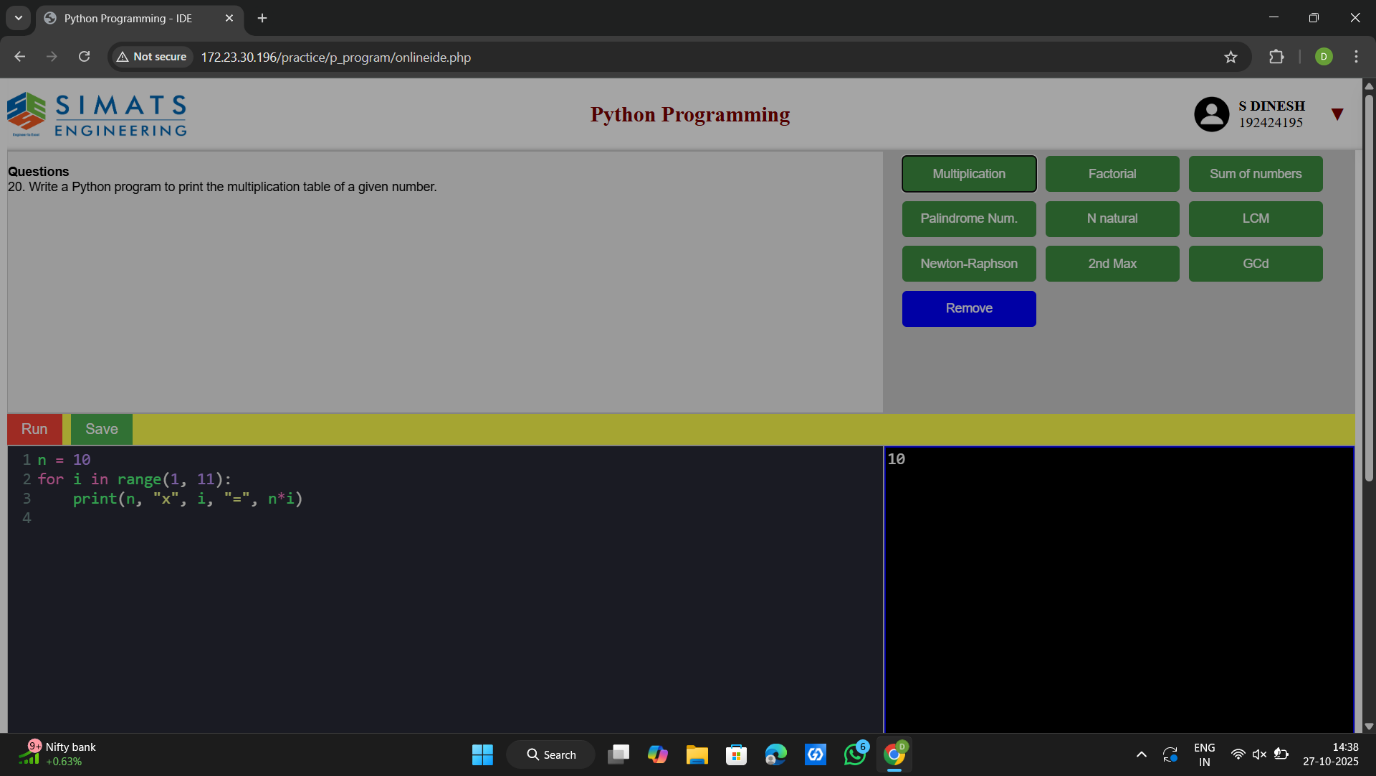 Python Programming - IDE
Not secure
172.23.30.196/practice/p_program/onlineide.php
D
SIMATS
ENGINEERING
Python Programming
S DINESH
192424195
Questions
20. Write a Python program to print the multiplication table of a given number.
Multiplication
Factorial
Sum of numbers
Palindrome Num.
N natural
LCM
Newton-Raphson
2nd Max
GCd
Remove
Run
Save
1 n = 10
2 for i in range(1, 11):
3     print(n, "x", i, "=", n*i)
4
10
9+
Nifty bank
+0.63%
Search
6
D
ENG
IN
14:38
27-10-2025